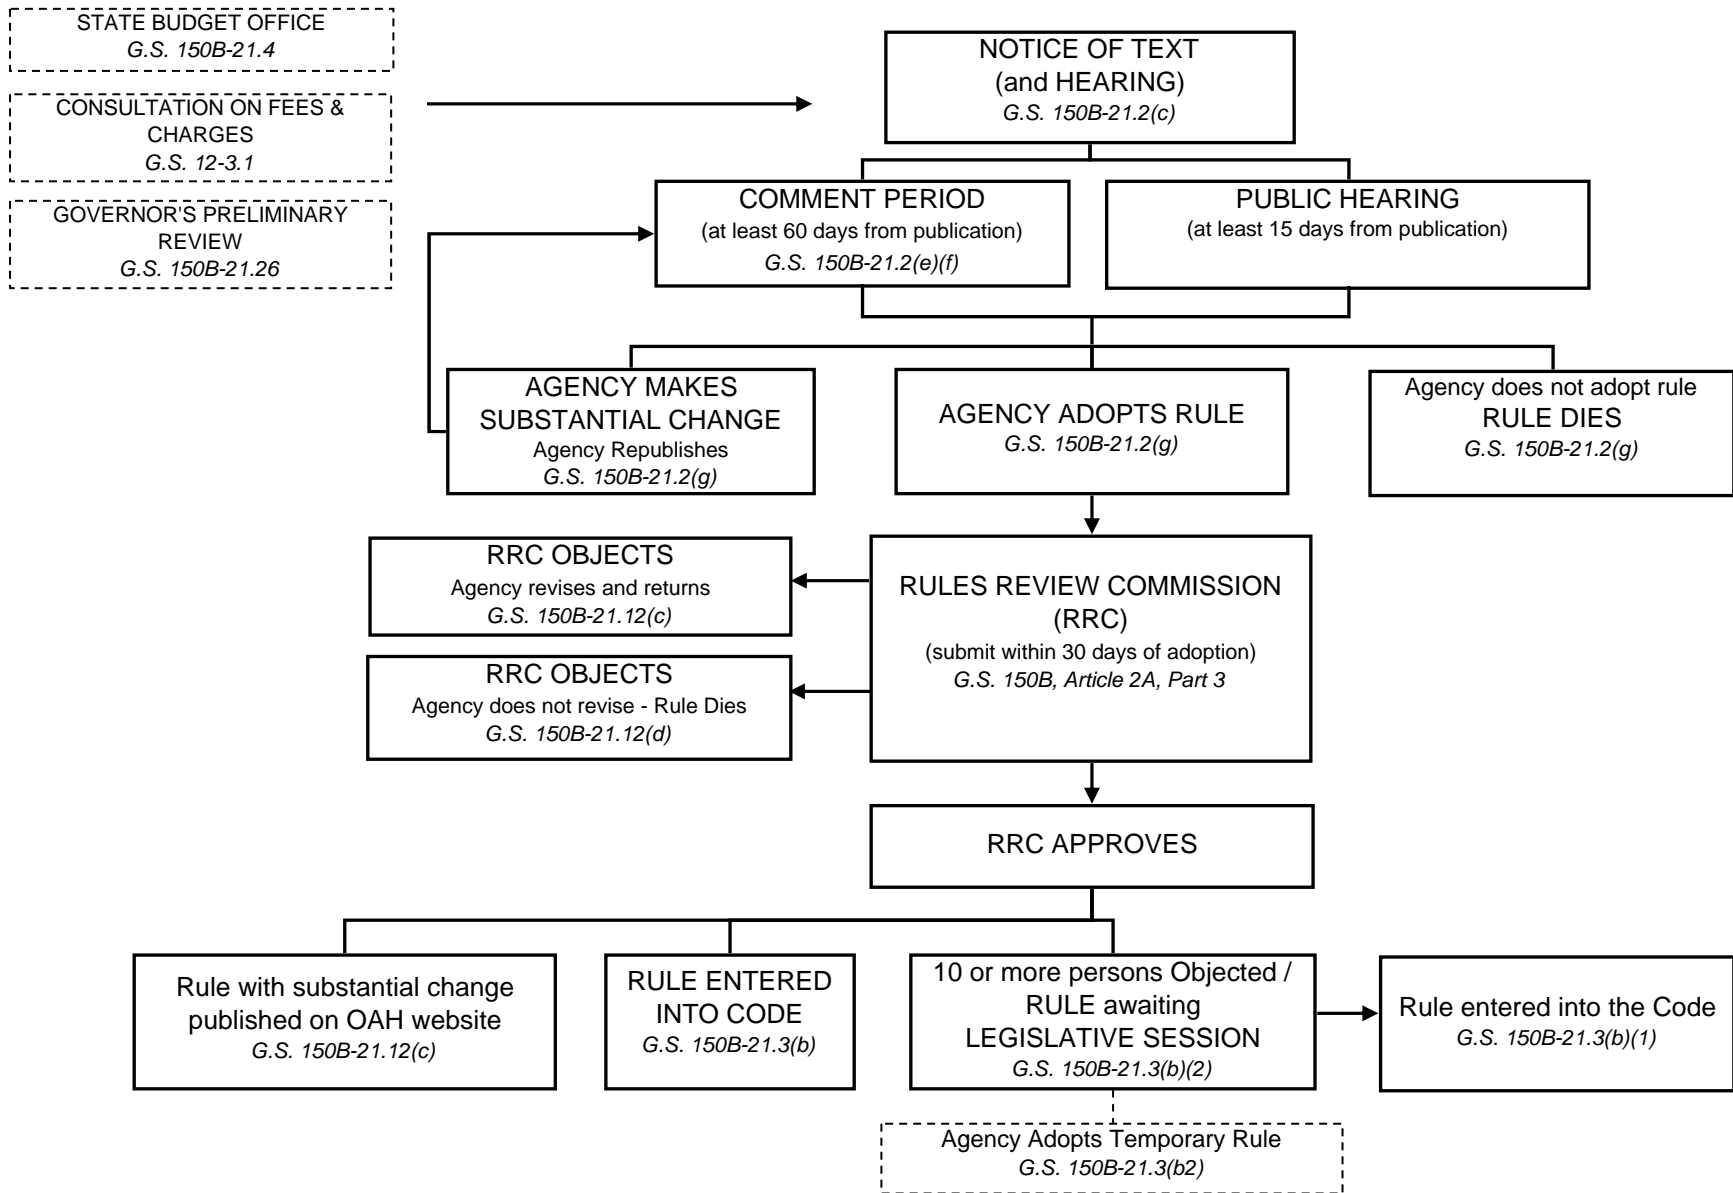 STATE BUDGET OFFICE
G.S. 150B-21.4
CONSULTATION ON FEES &
CHARGES
G.S. 12-3.1
GOVERNOR'S PRELIMINARY
REVIEW
G.S. 150B-21.26
NOTICE OF TEXT
(and HEARING)
G.S. 150B-21.2(c)
COMMENT PERIOD
(at least 60 days from publication)
G.S. 150B-21.2(e)(f)
PUBLIC HEARING
(at least 15 days from publication)
AGENCY MAKES
SUBSTANTIAL CHANGE
Agency Republishes
G.S. 150B-21.2(g)
AGENCY ADOPTS RULE
G.S. 150B-21.2(g)
Agency does not adopt rule
RULE DIES
G.S. 150B-21.2(g)
RRC OBJECTS
Agency revises and returns
G.S. 150B-21.12(c)
RRC OBJECTS
Agency does not revise - Rule Dies
G.S. 150B-21.12(d)
RULES REVIEW COMMISSION
(RRC)
(submit within 30 days of adoption)
G.S. 150B, Article 2A, Part 3
RRC APPROVES
Rule with substantial change
published on OAH website
G.S. 150B-21.12(c)
RULE ENTERED
INTO CODE
G.S. 150B-21.3(b)
10 or more persons Objected /
RULE awaiting
LEGISLATIVE SESSION
G.S. 150B-21.3(b)(2)
Rule entered into the Code
G.S. 150B-21.3(b)(1)
Agency Adopts Temporary Rule
G.S. 150B-21.3(b2)